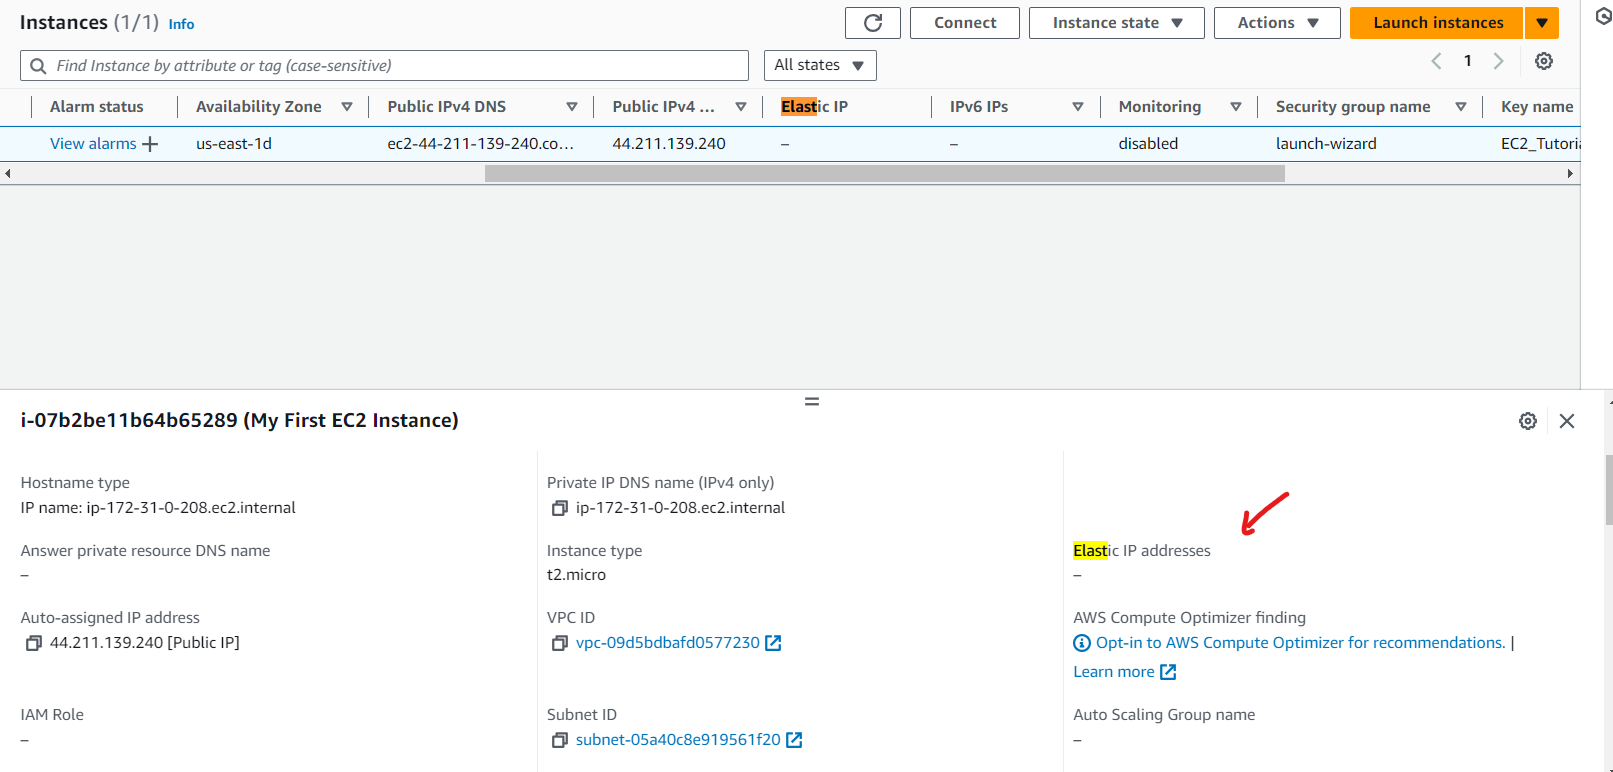 Instances (1/1) Info
Connect Instance state Actions Launch instances
Find Instance by attribute or tag (case-sensitive) All states 1
Alarm status Availability Zone Public IPv4 DNS Public IPv4 ... Elastic IP IPv6 IPs Monitoring Security group name Key name
View alarms + us-east-1d ec2-44-211-139-240.co... 44.211.139.240 – – disabled launch-wizard EC2_Tutoria
i-07b2be11b64b65289 (My First EC2 Instance)
Hostname type Private IP DNS name (IPv4 only)
IP name: ip-172-31-0-208.ec2.internal ip-172-31-0-208.ec2.internal
Answer private resource DNS name Instance type Elastic IP addresses
– t2.micro –
Auto-assigned IP address VPC ID AWS Compute Optimizer finding
44.211.139.240 [Public IP] vpc-09d5bdbafd0577230 Opt-in to AWS Compute Optimizer for recommendations. |
Learn more
IAM Role Subnet ID Auto Scaling Group name
– subnet-05a40c8e919561f20 –